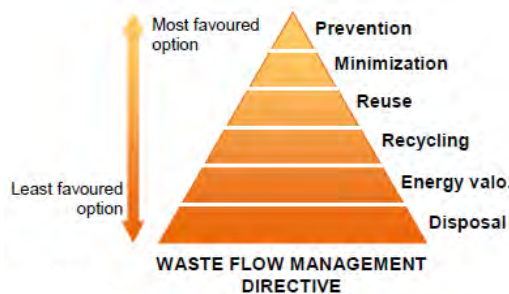 Most favoured
option
Prevention
Minimization
Reuse
Recycling
Energy valo.
Disposal
Least favoured
option
WASTE FLOW MANAGEMENT
DIRECTIVE